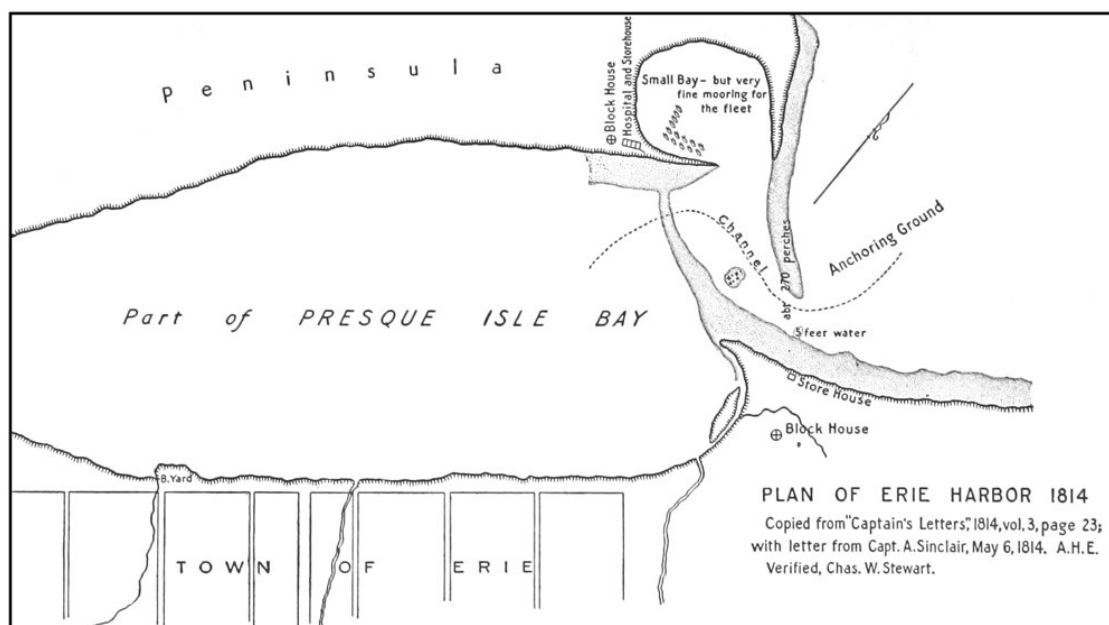 Peninsula
Block House
Hospital and Storehouse
Small Bay – but very
fine mooring for
the fleet
Channel
abt 270 perches
Anchoring Ground
Part of PRESQUE ISLE BAY
5 feer water
Store House
Block House
B. Yard
TOWN OF ERIE
PLAN OF ERIE HARBOR 1814
Copied from "Captain's Letters", 1814, vol. 3, page 23;
with letter from Capt. A. Sinclair, May 6, 1814. A.H.E.
Verified, Chas. W. Stewart.